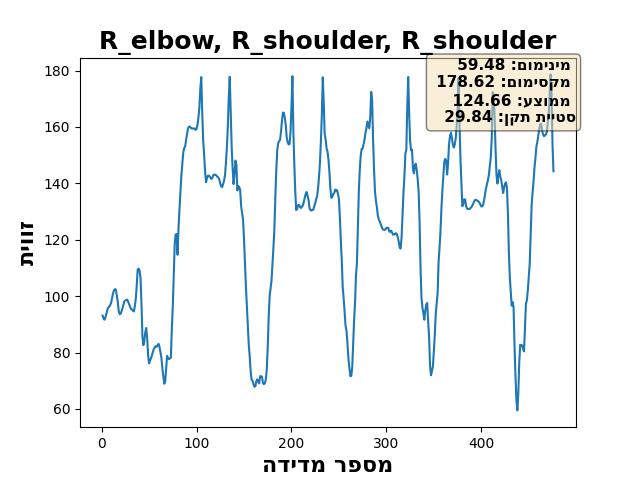 R_elbow, R_shoulder, R_shoulder
מינימום: 59.48
מקסימום: 178.62
ממוצע: 124.66
סטיית תקן: 29.84
180
160
140
120
100
80
60
זווית
0 100 200 300 400
מספר מדידה